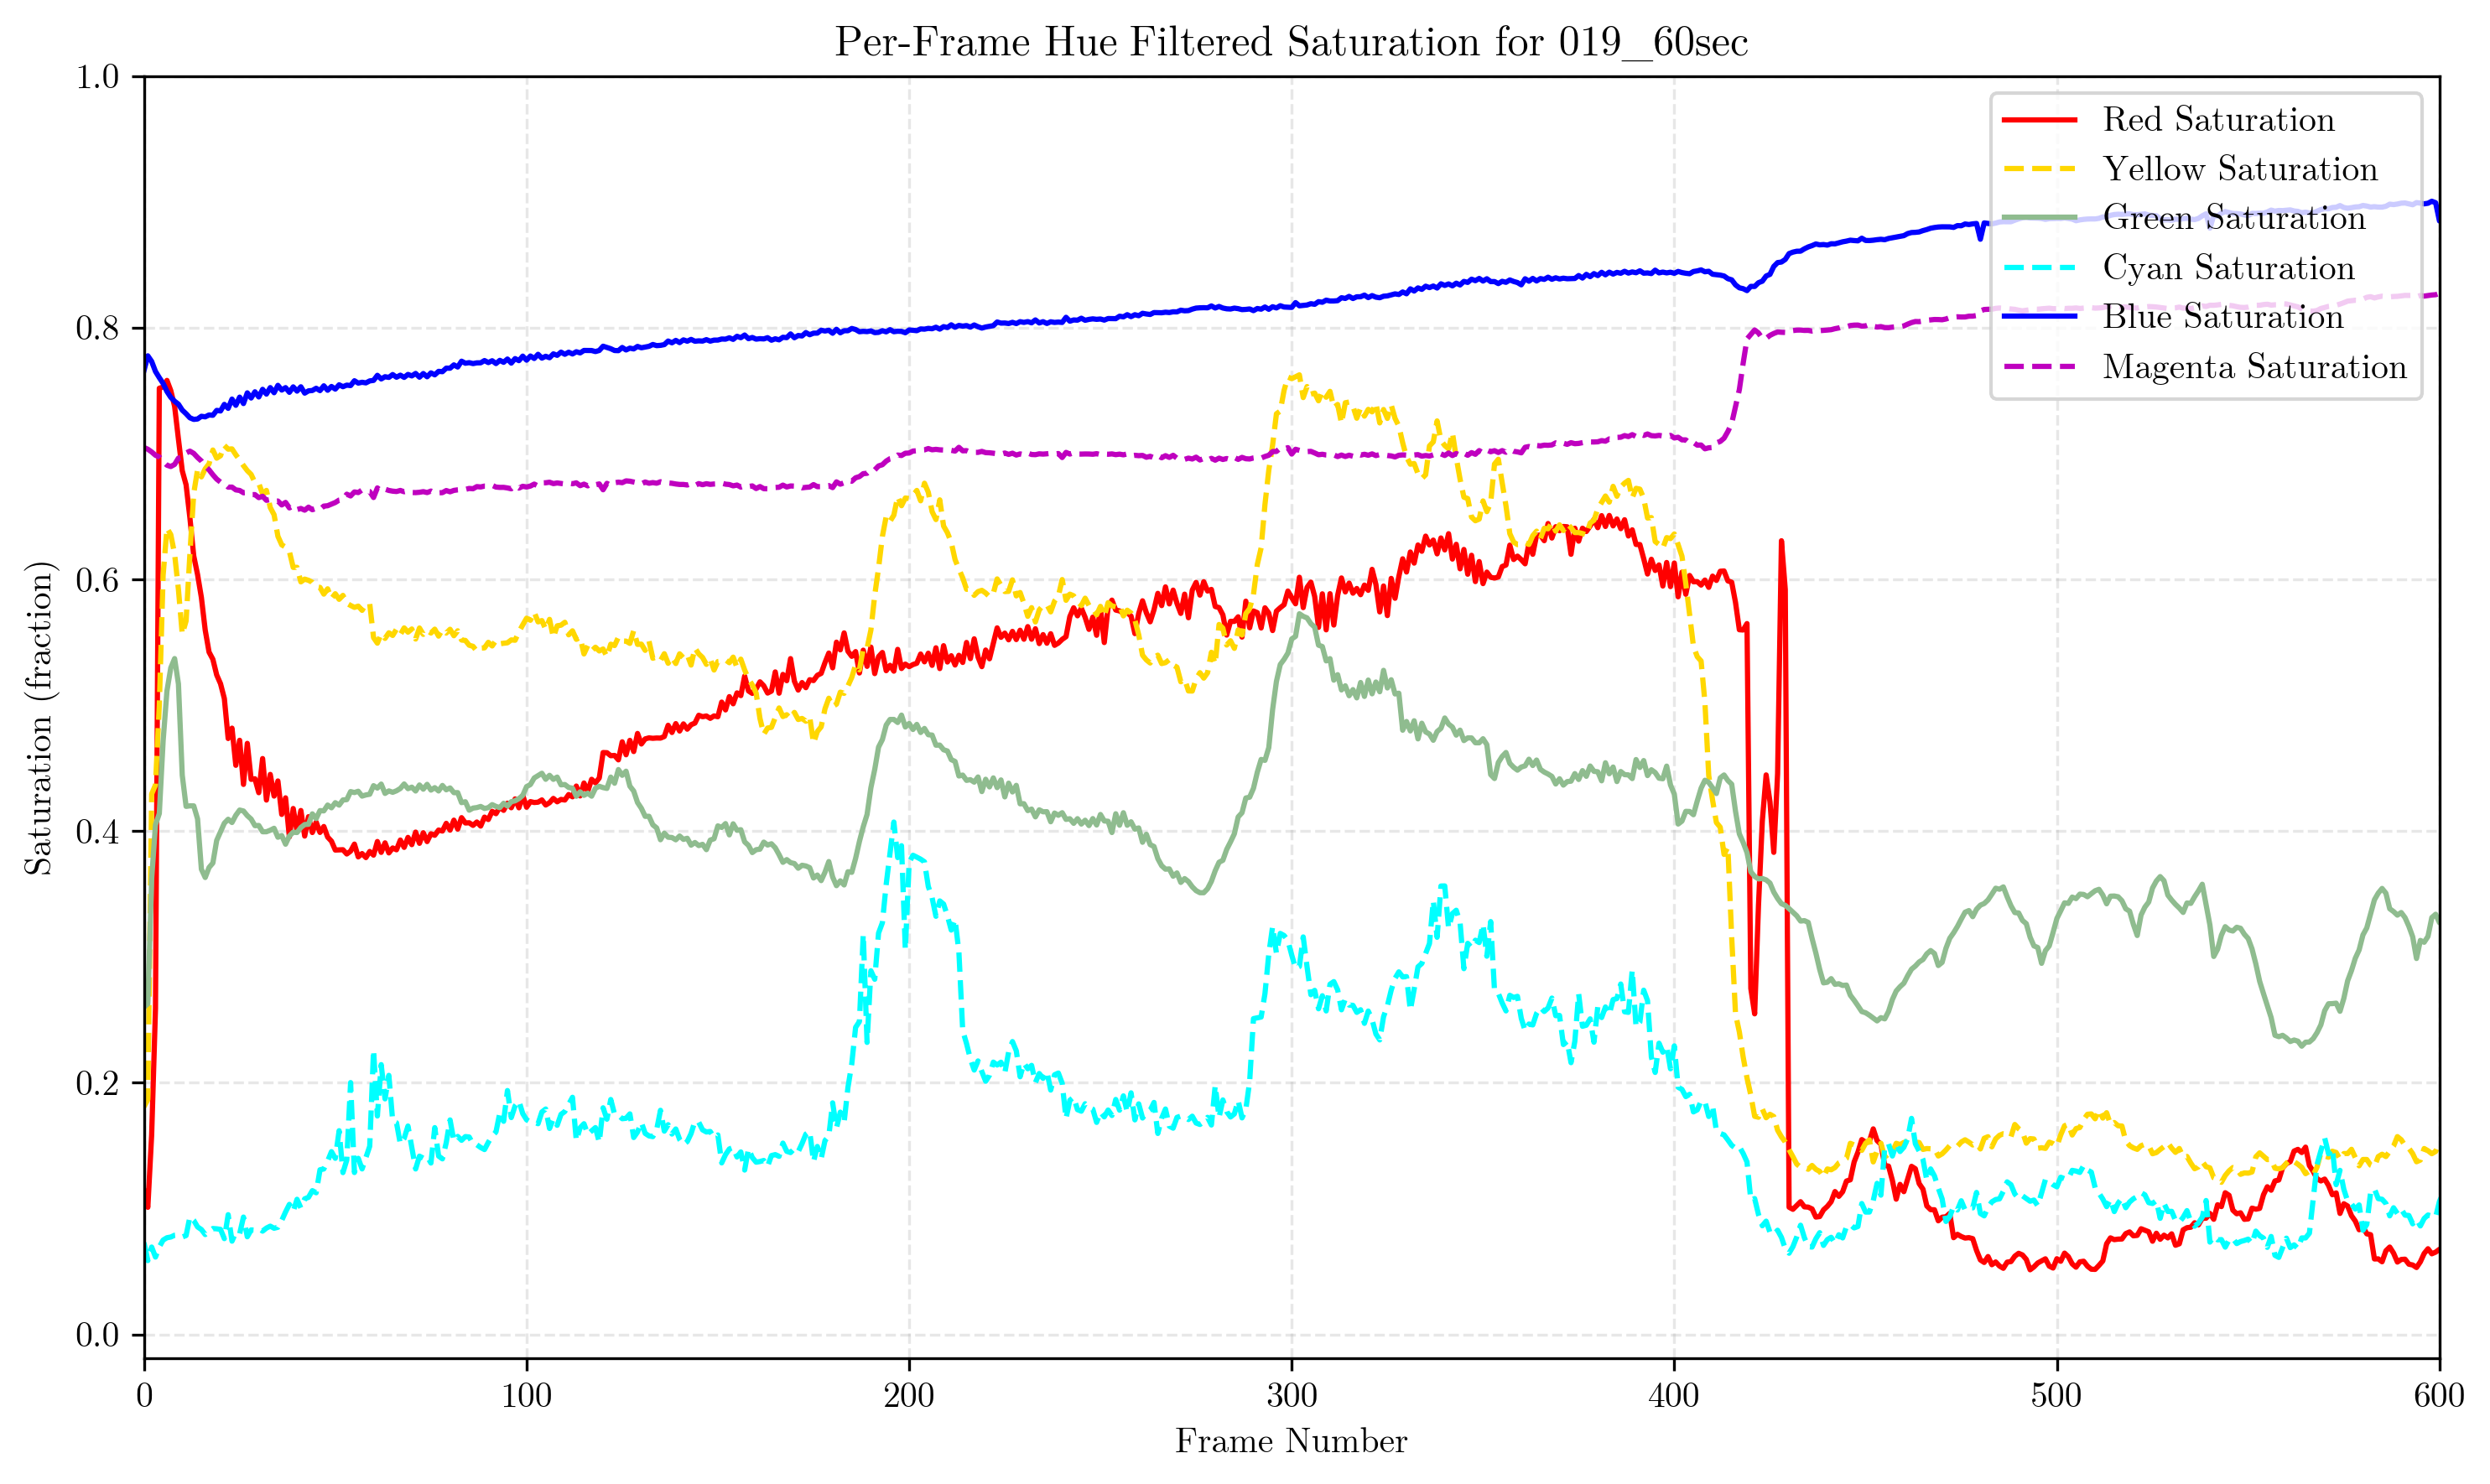 Per-Frame Hue Filtered Saturation for 019_60sec
1.0
0.8
0.6
0.4
0.2
0.0
Saturation (fraction)
Red Saturation
Yellow Saturation
Green Saturation
Cyan Saturation
Blue Saturation
Magenta Saturation
0 100 200 300 400 500 600
Frame Number